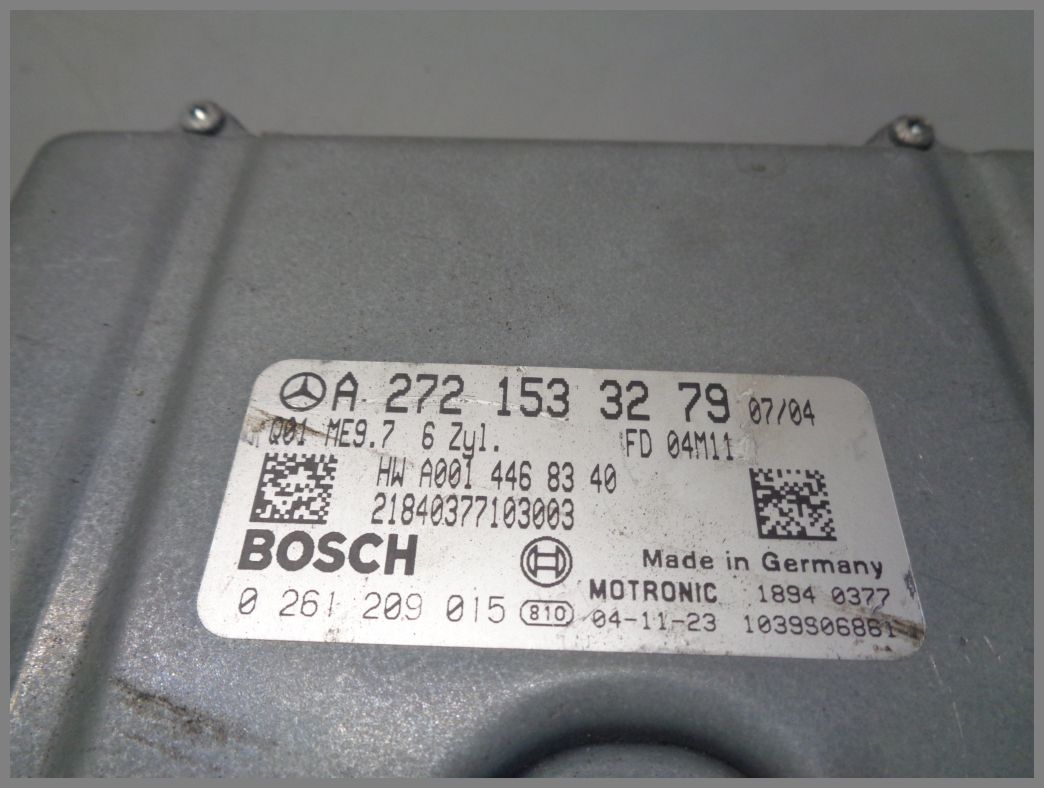 A 272 153 32 79 07/04
Q01 ME9.7 6 Zyl. FD 04M11
HW A001 446 83 40
21840377103003
BOSCH Made in Germany
MOTRONIC 1894 0377
0 261 209 015 810 04-11-23 1039S06861